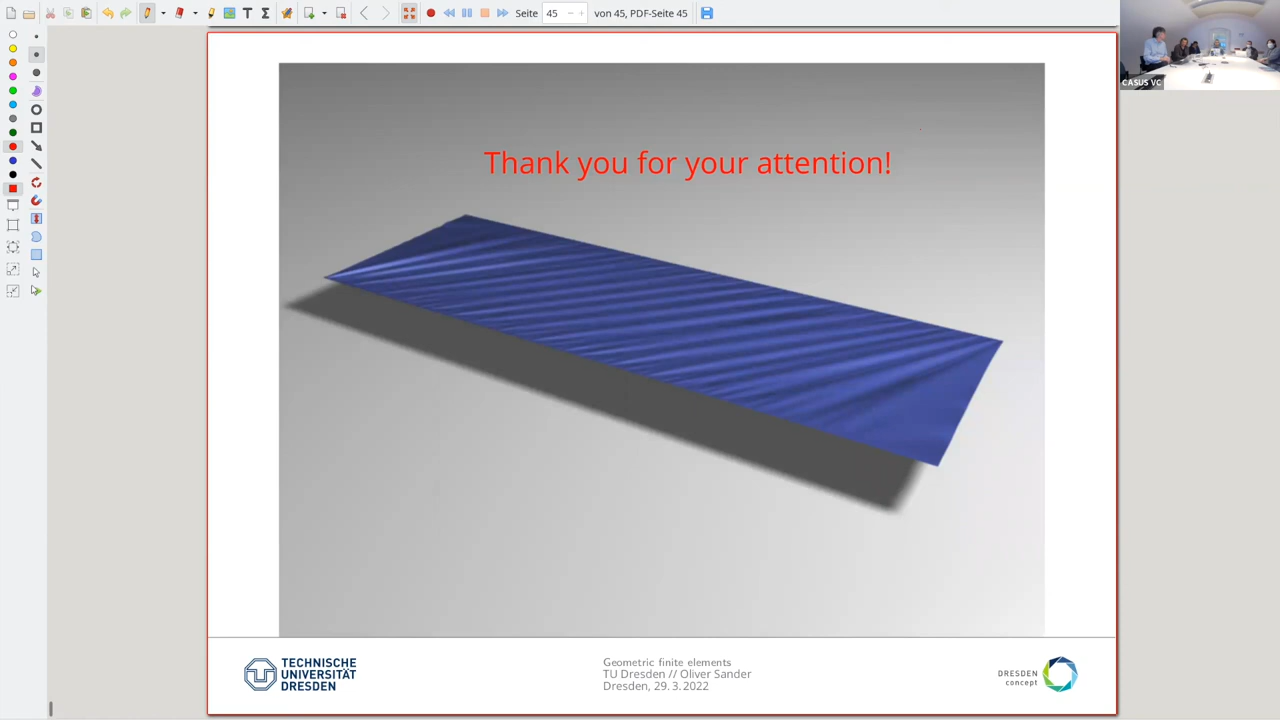 Seite 45 von 45, PDF-Seite 45
CASUS VC
Thank you for your attention!
TECHNISCHE
UNIVERSITÄT
DRESDEN
Geometric finite elements
TU Dresden // Oliver Sander
Dresden, 29. 3. 2022
DRESDEN
concept